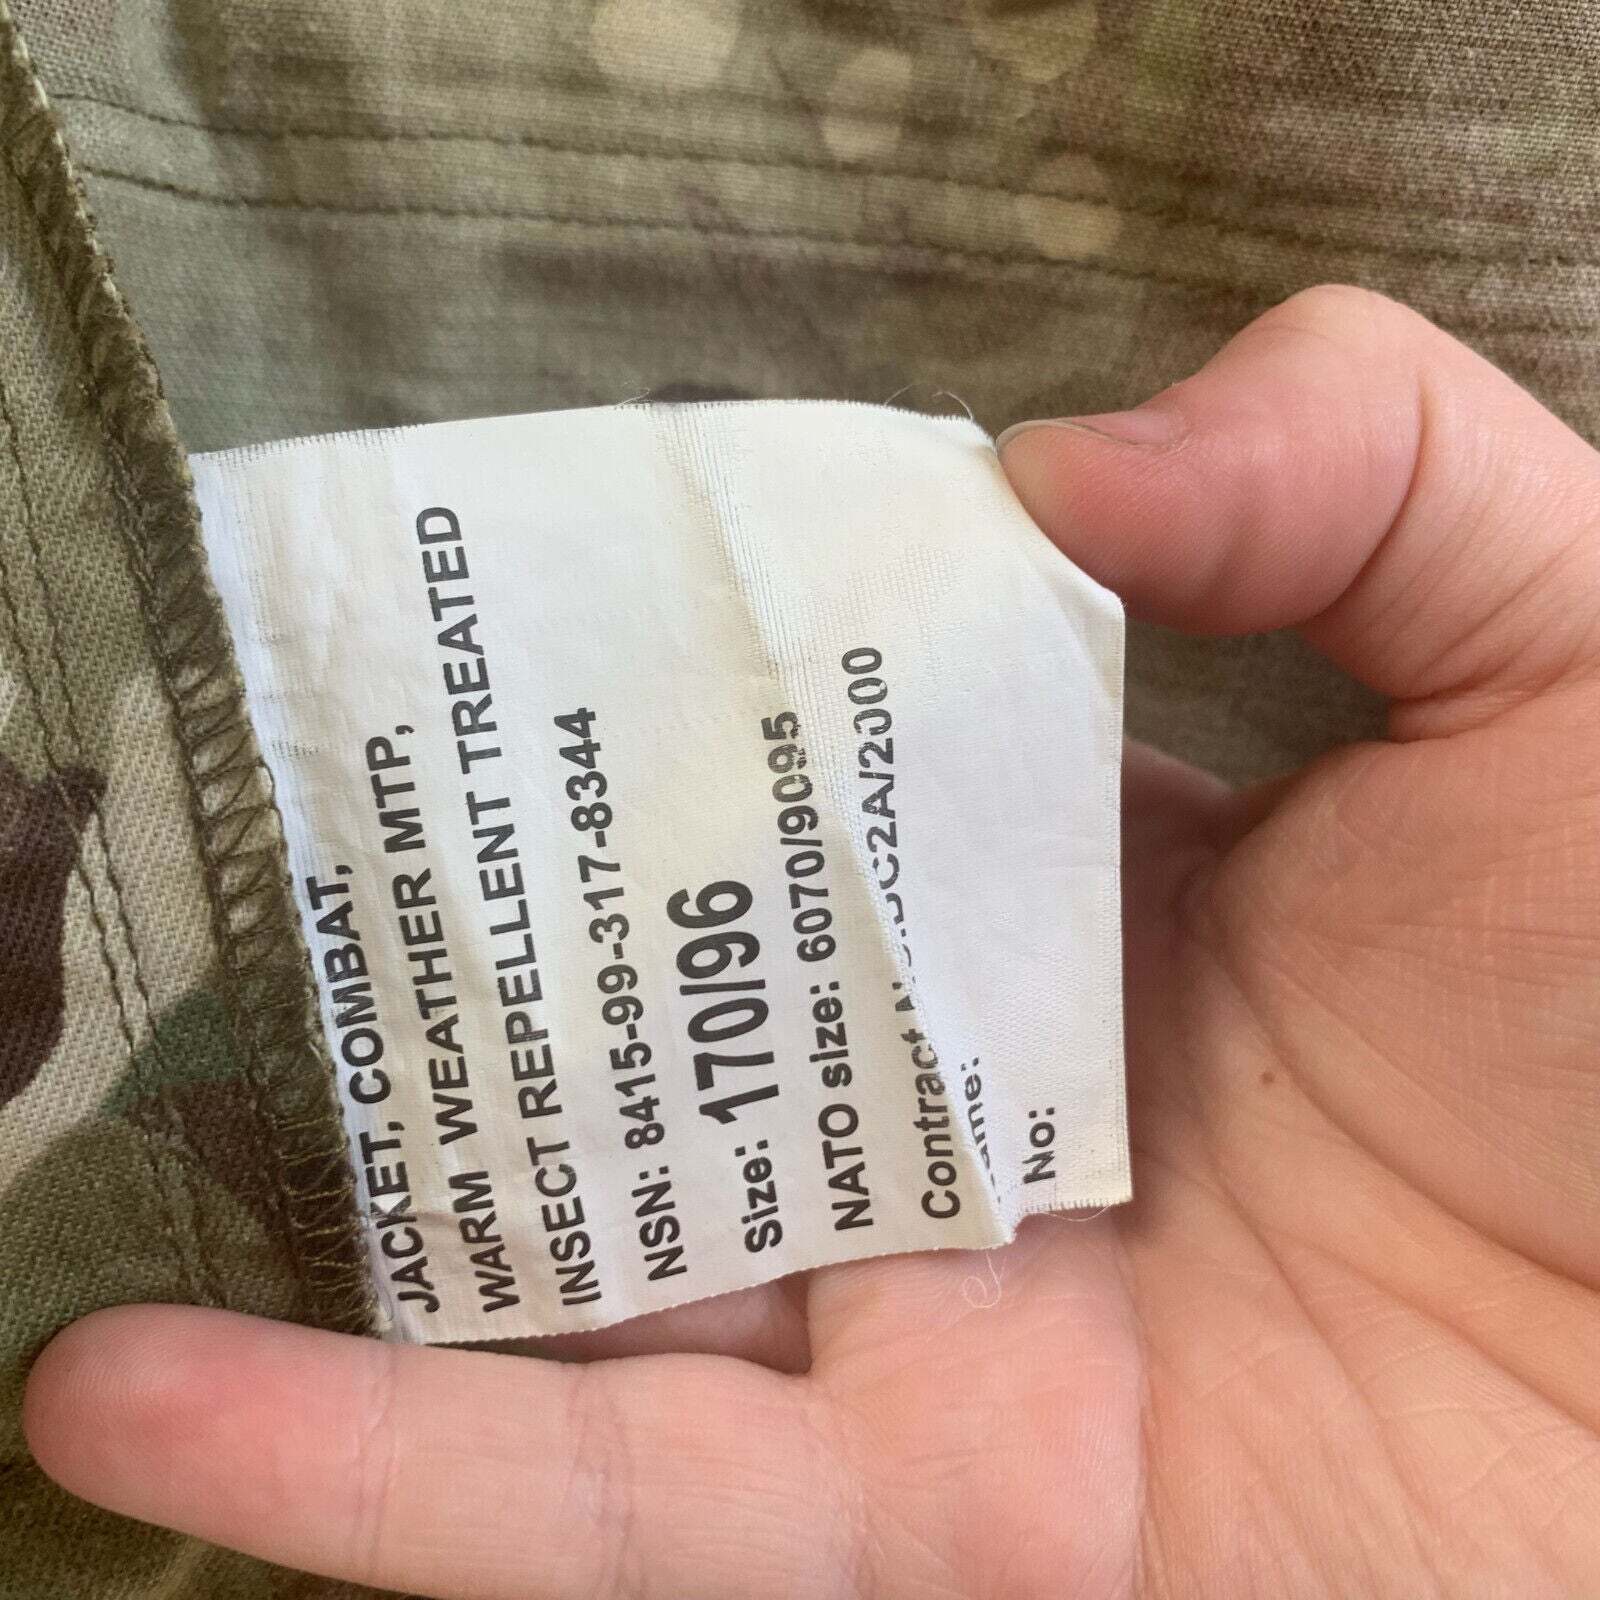 JACKET, COMBAT,
WARM WEATHER MTP,
INSECT REPELLENT TREATED
NSN: 8415-99-317-8344
Size: 170/96
NATO size: 6070/9095
Contract
No: